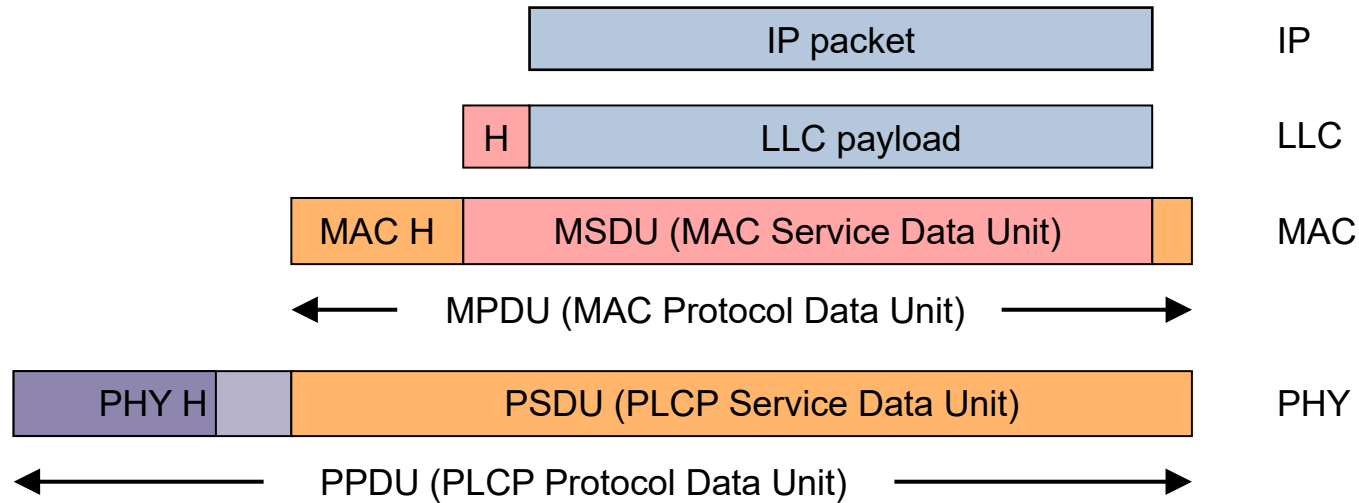 IP packet IP
H LLC payload LLC
MAC H MSDU (MAC Service Data Unit) MAC
MPDU (MAC Protocol Data Unit)
PHY H PSDU (PLCP Service Data Unit) PHY
PPDU (PLCP Protocol Data Unit)